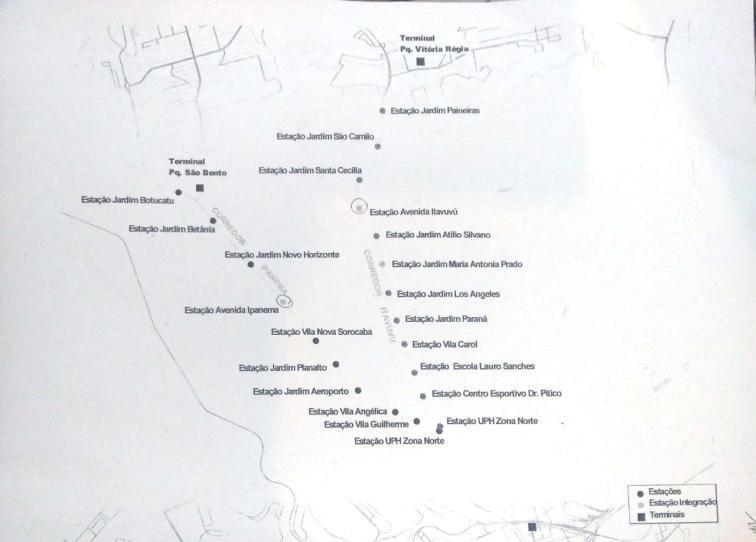 Terminal
Pq. Vitória Régia
Estação Jardim Paineiras
Estação Jardim São Camilo
Terminal
Pq. São Bento
Estação Jardim Santa Cecilia
Estação Jardim Botucatu
Estação Avenida Itavuvú
Estação Jardim Betânia
CORREDOR
IPANEMA
Estação Jardim Atilio Silvano
Estação Jardim Novo Horizonte
CORREDOR
ITAVUVU
Estação Jardim Maria Antonia Prado
Estação Jardim Los Angeles
Estação Avenida Ipanema
Estação Jardim Paraná
Estação Vila Nova Sorocaba
Estação Vila Carol
Estação Jardim Planalto
Estação Escola Lauro Sanches
Estação Jardim Aeroporto
Estação Centro Esportivo Dr. Pitico
Estação Vila Angélica
Estação Vila Guilherme
Estação UPH Zona Norte
Estação UPH Zona Norte
Estações
Estação Integração
Terminais